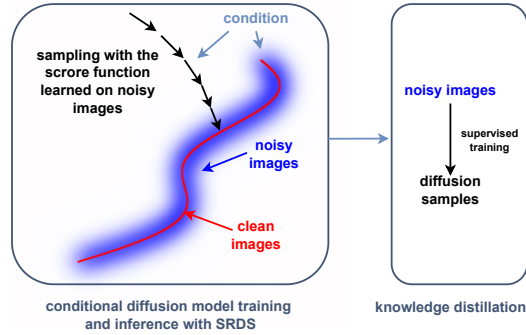 condition
sampling with the
scrore function
learned on noisy
images
noisy
images
clean
images
conditional diffusion model training
and inference with SRDS
noisy images
supervised
training
diffusion
samples
knowledge distillation